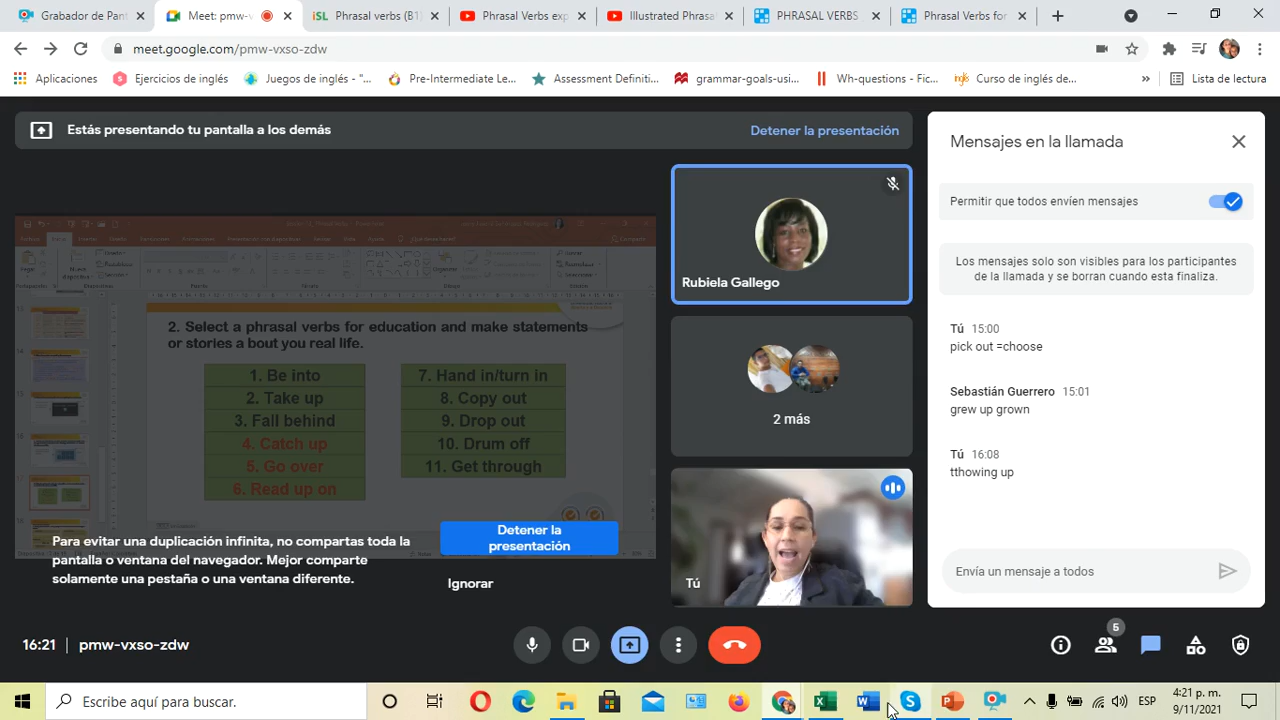 Grabador de Pant
Meet: pmw-v
Phrasal verbs (B1)
Phrasal Verbs exp
Illustrated Phrasa
PHRASAL VERBS
Phrasal Verbs for
meet.google.com/pmw-vxso-zdw
Aplicaciones
Ejercicios de inglés
Juegos de inglés - "...
Pre-Intermediate Le...
Assessment Definiti...
grammar-goals-usi...
Wh-questions - Fic...
Curso de inglés de...
»
Lista de lectura
Estás presentando tu pantalla a los demás
Detener la presentación
2. Select a phrasal verbs for education and make statements
or stories a bout you real life.
1. Be into
2. Take up
3. Fall behind
4. Catch up
5. Go over
6. Read up on
7. Hand in/turn in
8. Copy out
9. Drop out
10. Drum off
11. Get through
Para evitar una duplicación infinita, no compartas toda la
pantalla o ventana del navegador. Mejor comparte
solamente una pestaña o una ventana diferente.
Detener la
presentación
Ignorar
Rubiela Gallego
2 más
Tú
Mensajes en la llamada
Permitir que todos envíen mensajes
Los mensajes solo son visibles para los participantes
de la llamada y se borran cuando esta finaliza.
Tú 15:00
pick out =choose
Sebastián Guerrero 15:01
grew up grown
Tú 16:08
tthowing up
Envía un mensaje a todos
16:21 | pmw-vxso-zdw
5
Escribe aquí para buscar.
ESP
4:21 p. m.
9/11/2021